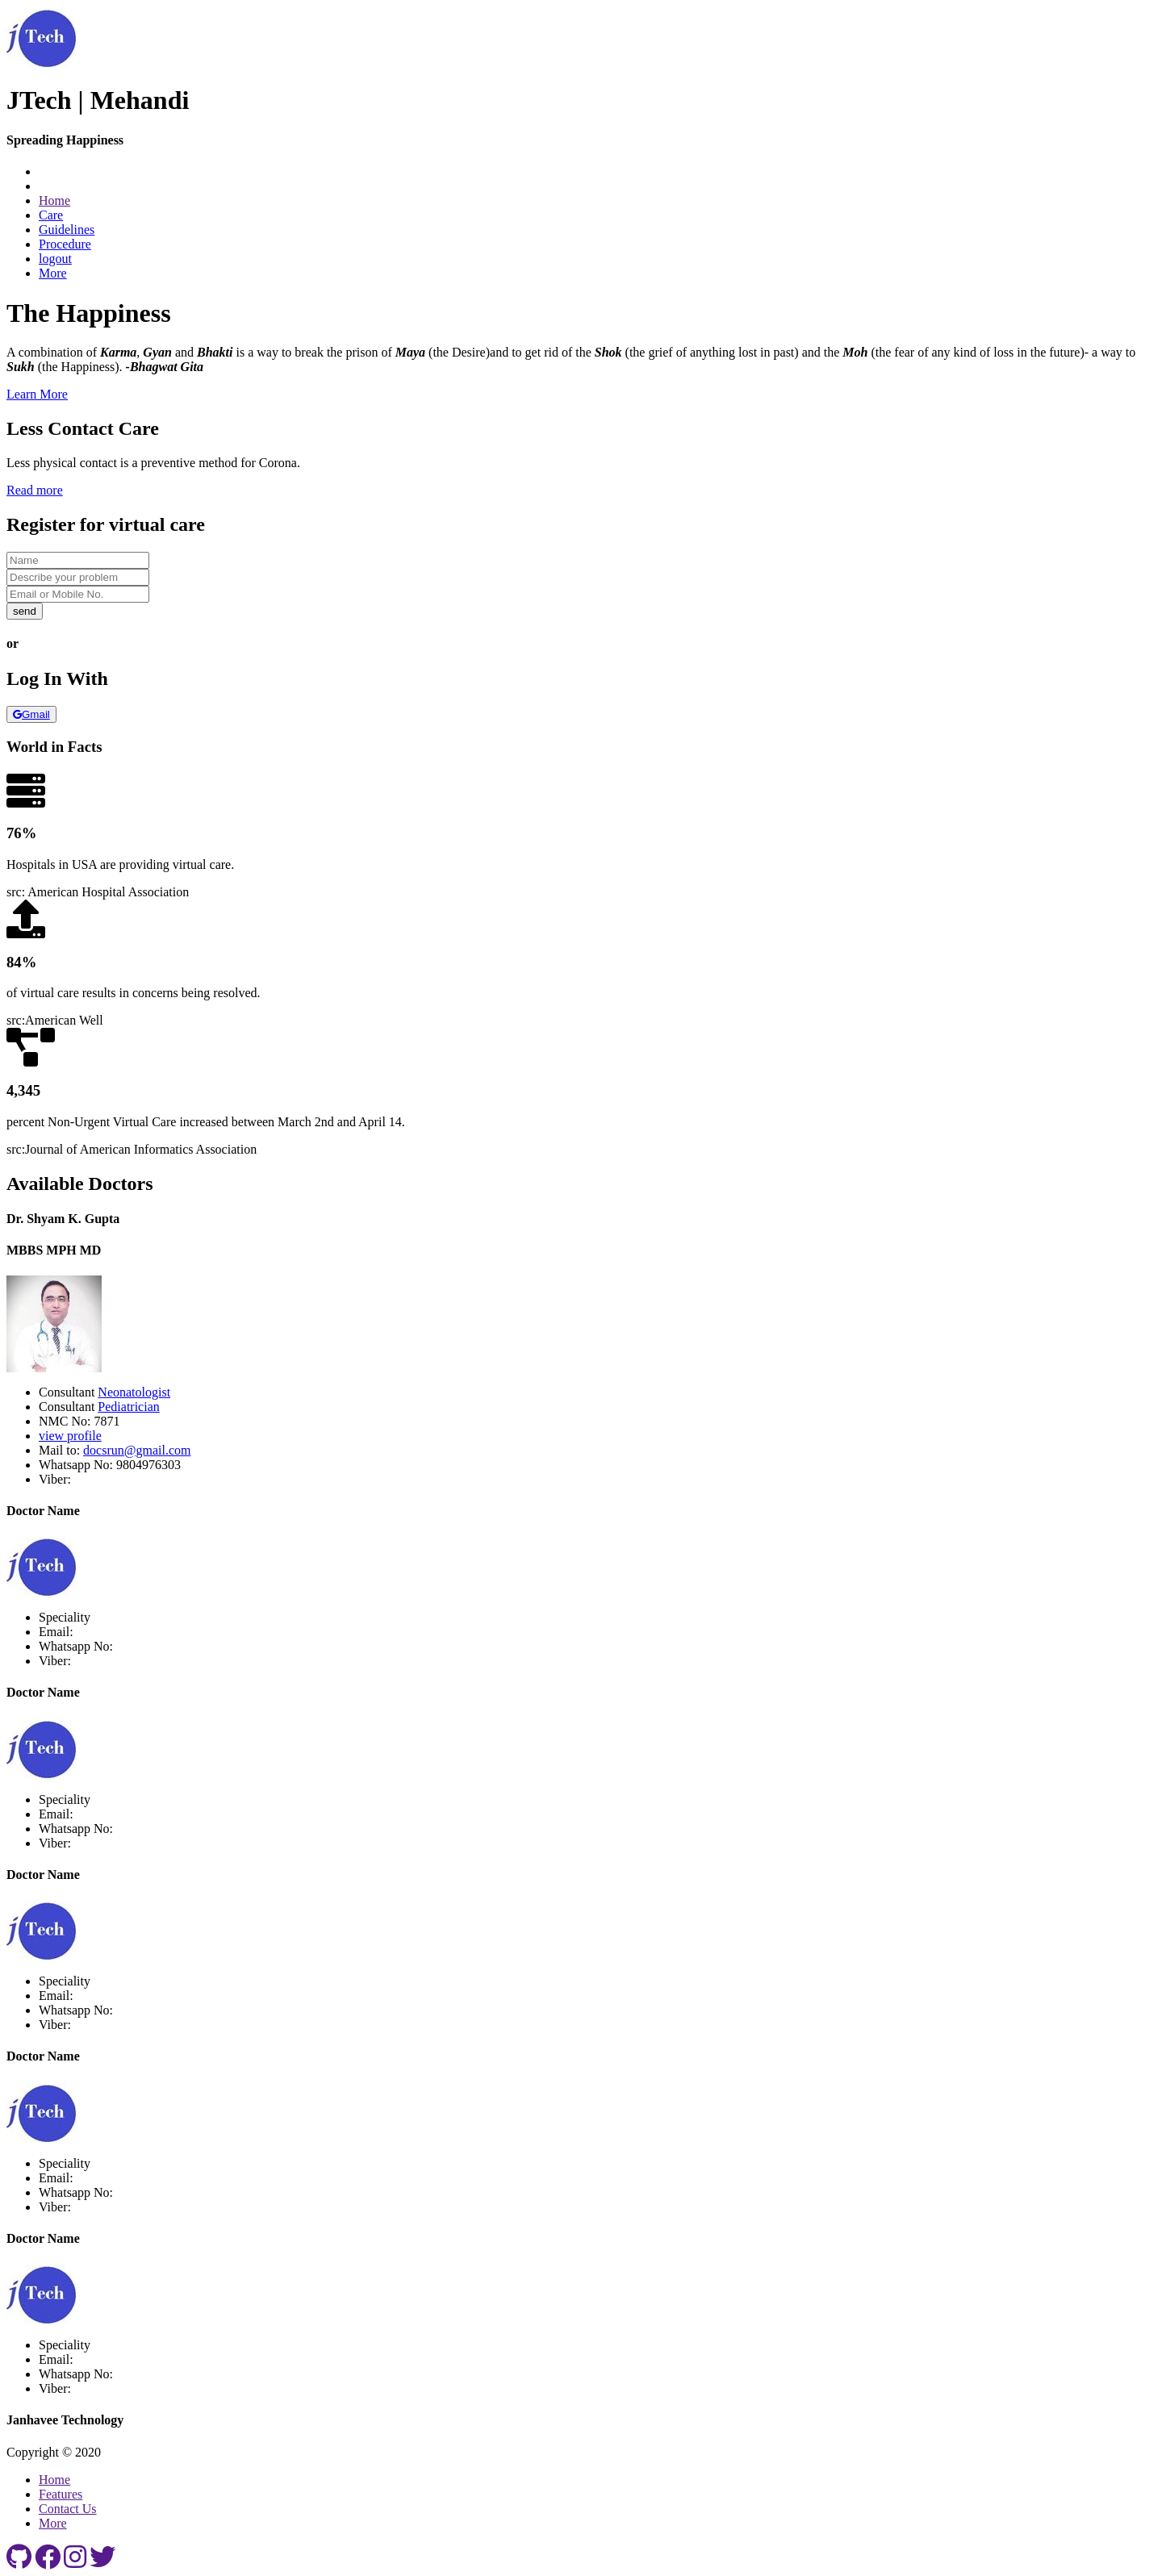 j Tech
JTech | Mehandi
Spreading Happiness
Home
Care
Guidelines
Procedure
logout
More
The Happiness
A combination of Karma, Gyan and Bhakti is a way to break the prison of Maya (the Desire)and to get rid of the Shok (the grief of anything lost in past) and the Moh (the fear of any kind of loss in the future)- a way to
Sukh (the Happiness). -Bhagwat Gita
Learn More
Less Contact Care
Less physical contact is a preventive method for Corona.
Read more
Register for virtual care
Name
Describe your problem
Email or Mobile No.
send
or
Log In With
Gmail
World in Facts
76%
Hospitals in USA are providing virtual care.
src: American Hospital Association
84%
of virtual care results in concerns being resolved.
src:American Well
4,345
percent Non-Urgent Virtual Care increased between March 2nd and April 14.
src:Journal of American Informatics Association
Available Doctors
Dr. Shyam K. Gupta
MBBS MPH MD
Consultant Neonatologist
Consultant Pediatrician
NMC No: 7871
view profile
Mail to: docsrun@gmail.com
Whatsapp No: 9804976303
Viber:
Doctor Name
j Tech
Speciality
Email:
Whatsapp No:
Viber:
Doctor Name
j Tech
Speciality
Email:
Whatsapp No:
Viber:
Doctor Name
j Tech
Speciality
Email:
Whatsapp No:
Viber:
Doctor Name
j Tech
Speciality
Email:
Whatsapp No:
Viber:
Doctor Name
j Tech
Speciality
Email:
Whatsapp No:
Viber:
Janhavee Technology
Copyright © 2020
Home
Features
Contact Us
More